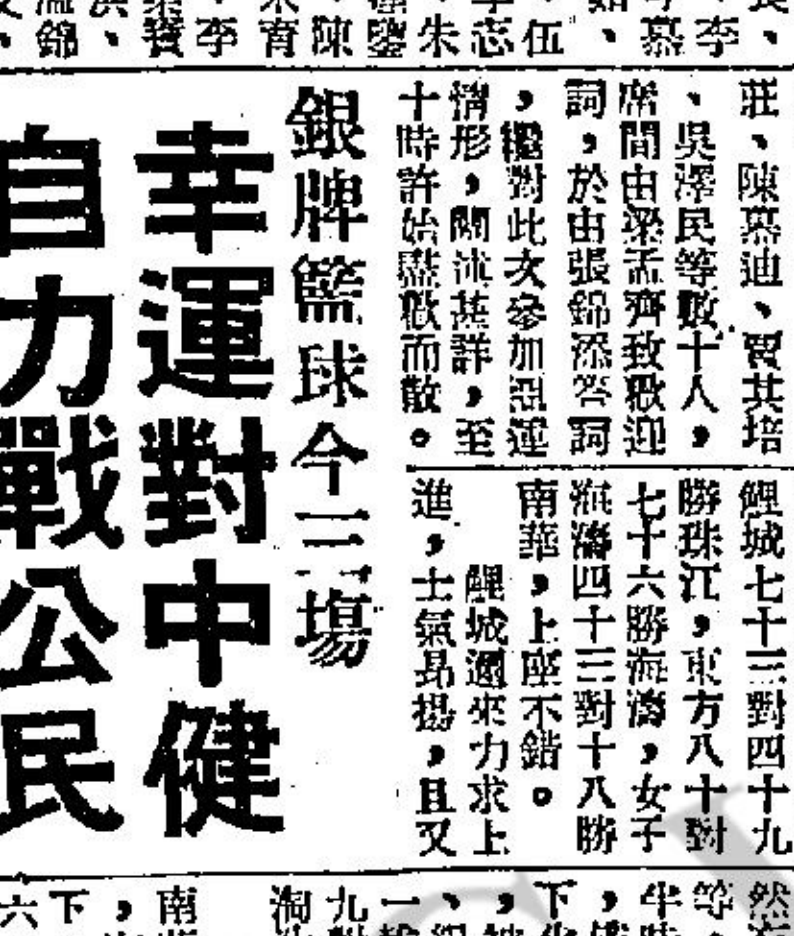 莊、陳慕迪、賈其培
、吳澤民等數十人，
席間由梁孟齊致歡迎
詞，於由張錦添答詞
，繼對此次參加亞運
情形，關述甚詳，至
十時許始盡歡而散。
鯉城七十三對四十九
勝珠江，東方八十對
七十六勝海濤，女子
海濤四十三對十八勝
南華，上座不錯。
鯉城邇來力求上
進，士氣昂揚，且又
銀牌籃球今三場
幸運對中健
自力戰公民